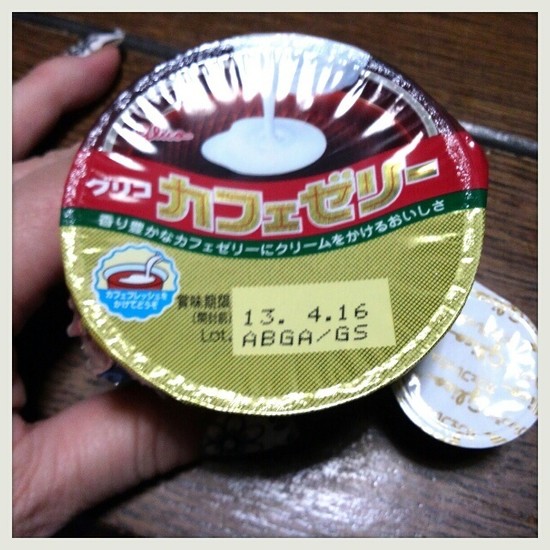 Glico
グリコ カフェゼリー
香り豊かなカフェゼリーにクリームをかけるおいしさ
カフェフレッシュを
かけてどうぞ
賞味期限
(開封前)
13. 4.16
Lot. ABGA/GS